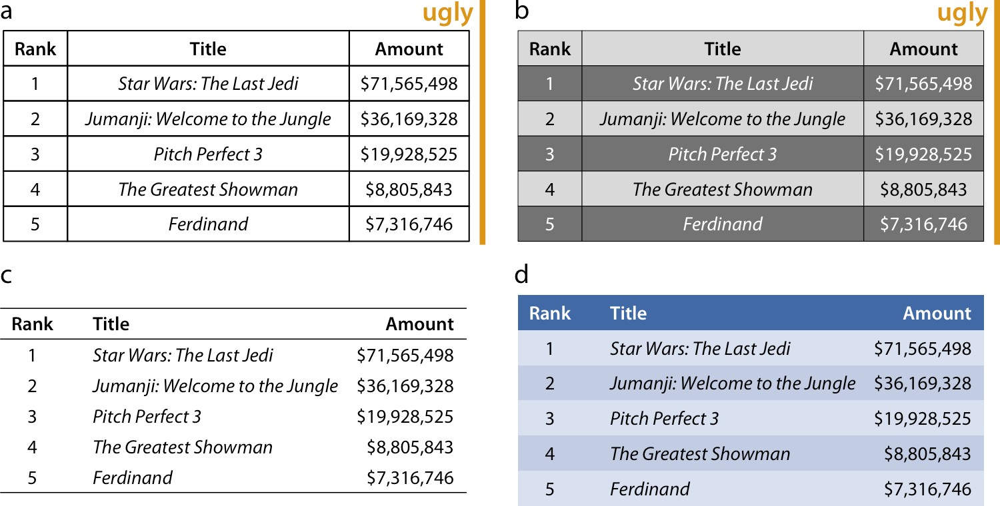 a
ugly
Rank Title Amount
1 Star Wars: The Last Jedi $71,565,498
2 Jumanji: Welcome to the Jungle $36,169,328
3 Pitch Perfect 3 $19,928,525
4 The Greatest Showman $8,805,843
5 Ferdinand $7,316,746
b
ugly
Rank Title Amount
1 Star Wars: The Last Jedi $71,565,498
2 Jumanji: Welcome to the Jungle $36,169,328
3 Pitch Perfect 3 $19,928,525
4 The Greatest Showman $8,805,843
5 Ferdinand $7,316,746
c
Rank Title Amount
1 Star Wars: The Last Jedi $71,565,498
2 Jumanji: Welcome to the Jungle $36,169,328
3 Pitch Perfect 3 $19,928,525
4 The Greatest Showman $8,805,843
5 Ferdinand $7,316,746
d
Rank Title Amount
1 Star Wars: The Last Jedi $71,565,498
2 Jumanji: Welcome to the Jungle $36,169,328
3 Pitch Perfect 3 $19,928,525
4 The Greatest Showman $8,805,843
5 Ferdinand $7,316,746